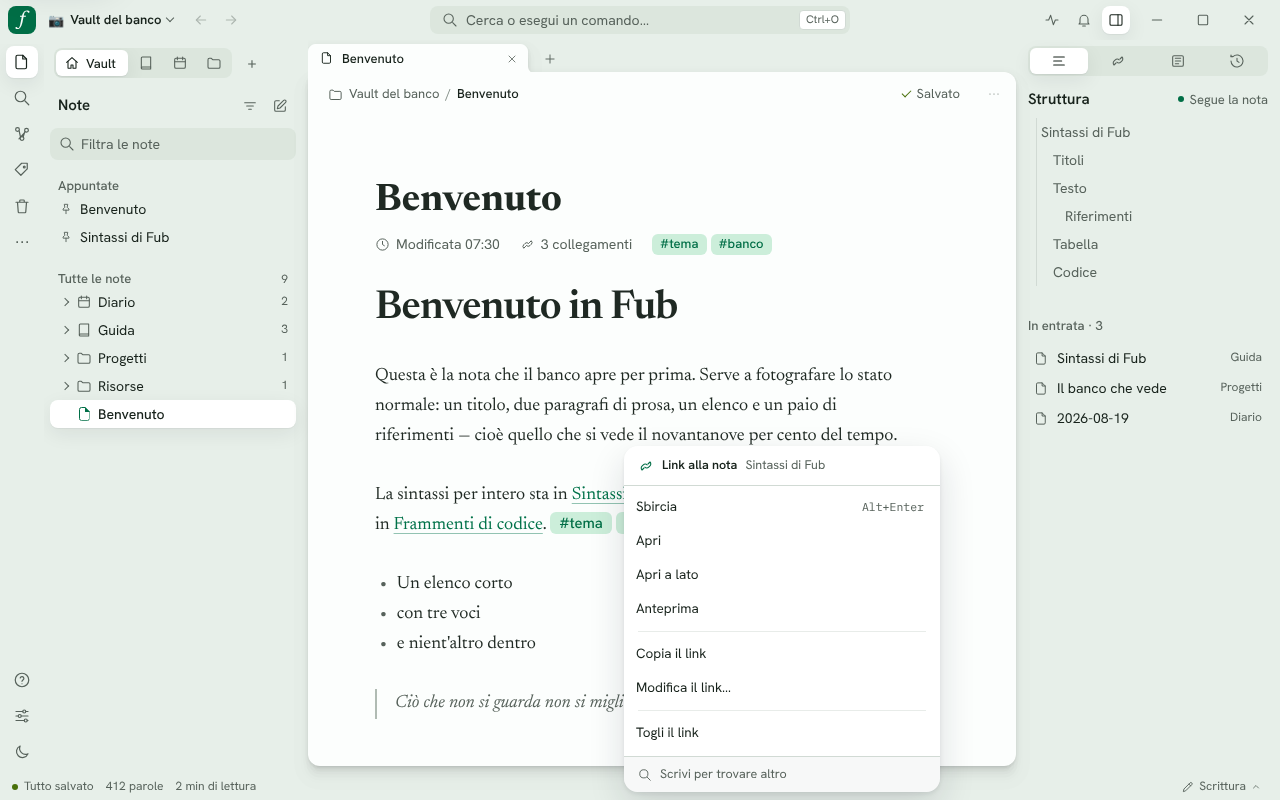 Vault del banco
Cerca o esegui un comando…
Ctrl+O
Vault
Note
Filtra le note
Appuntate
Benvenuto
Sintassi di Fub
Tutte le note 9
Diario 2
Guida 3
Progetti 1
Risorse 1
Benvenuto
Benvenuto
Vault del banco / Benvenuto
Salvato
Benvenuto
Modificata 07:30 3 collegamenti #tema #banco
Benvenuto in Fub
Questa è la nota che il banco apre per prima. Serve a fotografare lo stato
normale: un titolo, due paragrafi di prosa, un elenco e un paio di
riferimenti — cioè quello che si vede il novantanove per cento del tempo.
La sintassi per intero sta in Sintassi
in Frammenti di codice. #tema
Un elenco corto
con tre voci
e nient'altro dentro
Ciò che non si guarda non si migli
Link alla nota Sintassi di Fub
Sbircia Alt+Enter
Apri
Apri a lato
Anteprima
Copia il link
Modifica il link…
Togli il link
Scrivi per trovare altro
Struttura
Segue la nota
Sintassi di Fub
Titoli
Testo
Riferimenti
Tabella
Codice
In entrata · 3
Sintassi di Fub Guida
Il banco che vede Progetti
2026-08-19 Diario
Tutto salvato 412 parole 2 min di lettura
Scrittura